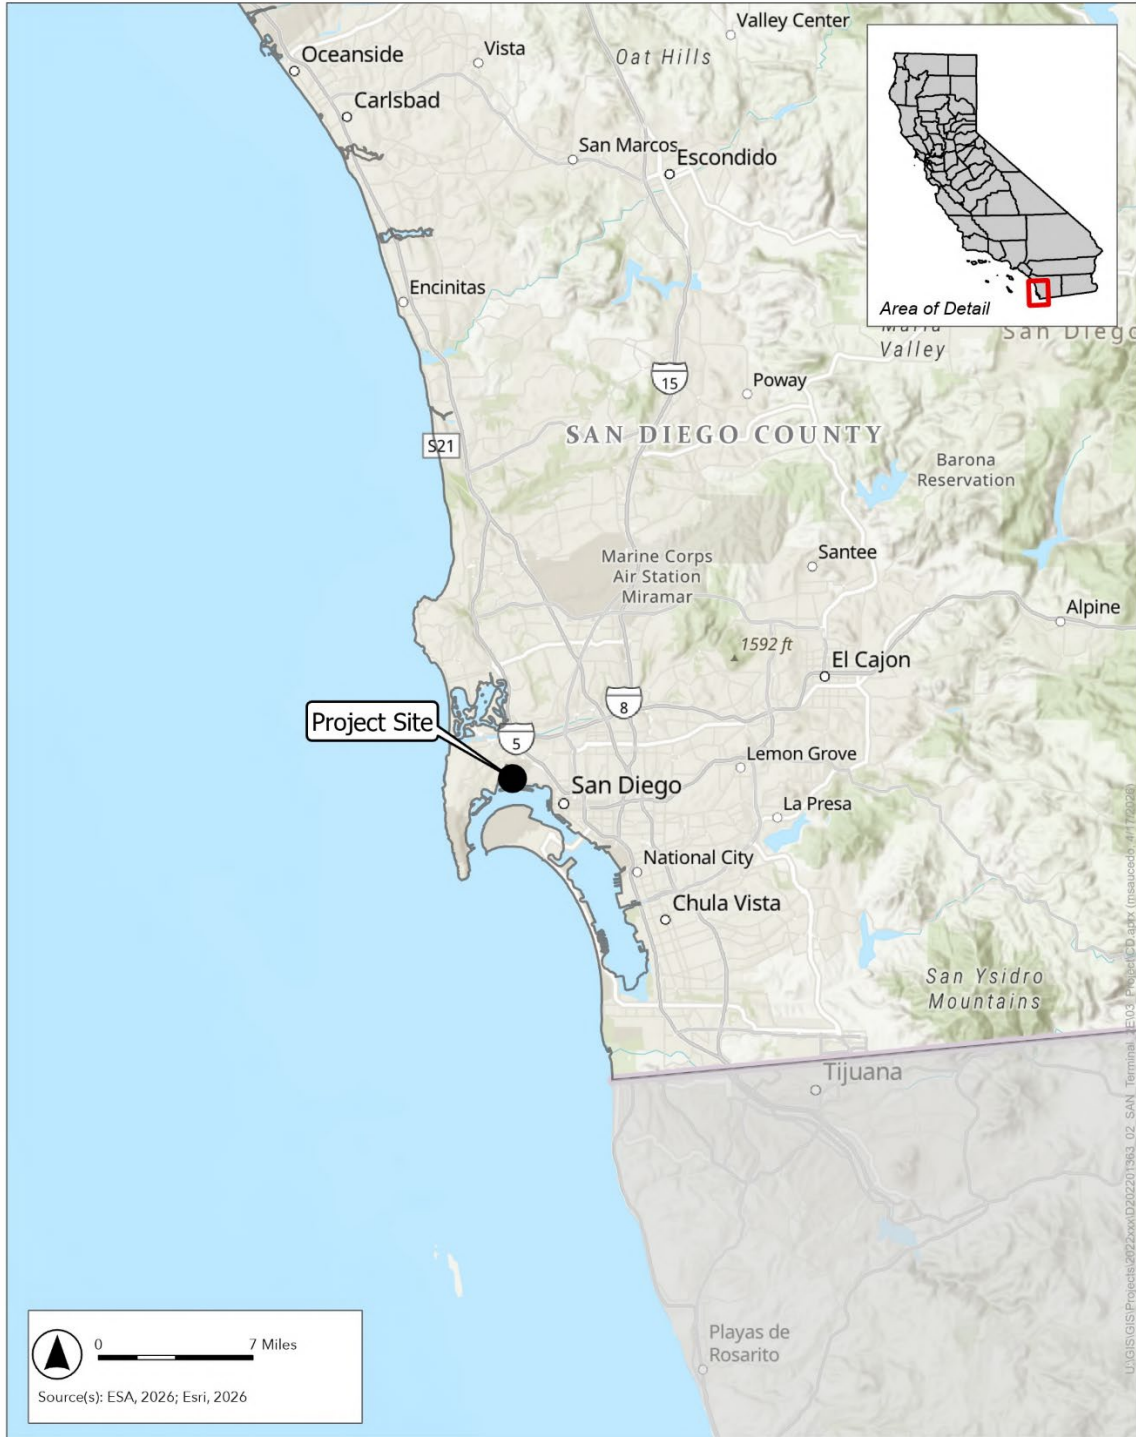 Valley Center
Oceanside
Vista
Oat Hills
Carlsbad
San Marcos
Escondido
Encinitas
Area of Detail
Valley
San Diego
15
Poway
SAN DIEGO COUNTY
S21
Barona
Reservation
Marine Corps
Air Station
Miramar
Santee
Alpine
1592 ft
El Cajon
8
Project Site
5
Lemon Grove
San Diego
La Presa
National City
Chula Vista
San Ysidro
Mountains
Tijuana
Playas de
Rosarito
0 7 Miles
Source(s): ESA, 2026; Esri, 2026